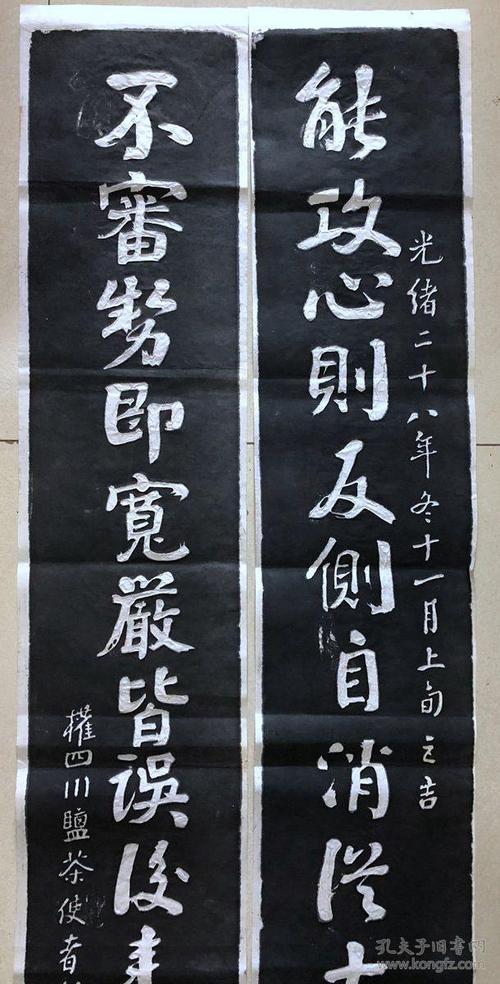 光緒二十八年冬十一月上旬之吉
能攻心則反側自消從古
不審勢即寬嚴皆誤後来
權四川鹽茶使者
孔夫子旧书网
www.kongfz.com